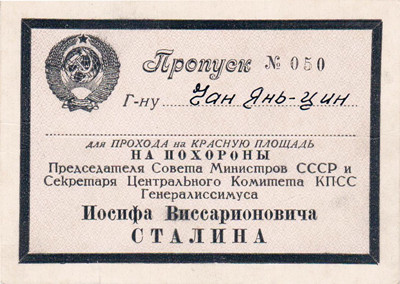 Пропуск № 050
Г-ну Чан Янь-цин
для ПРОХОДА на КРАСНУЮ ПЛОЩАДЬ
НА ПОХОРОНЫ
Председателя Совета Министров СССР и
Секретаря Центрального Комитета КПСС
Генералиссимуса
Иосифа Виссарионовича
СТАЛИНА